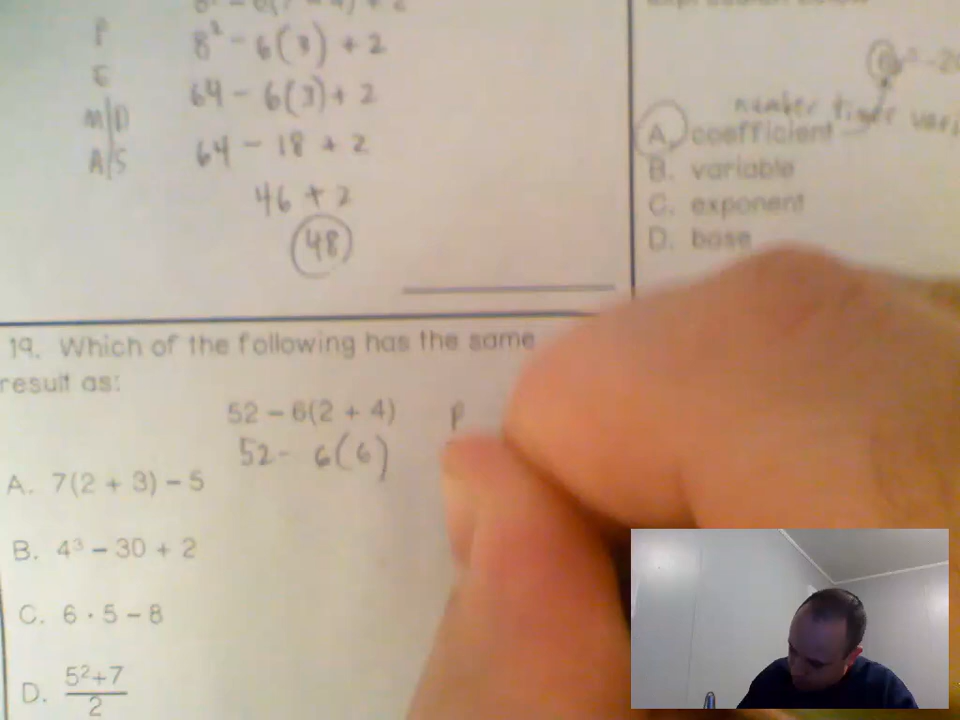 P
8² - 6(3) + 2
E
64 - 6(3) + 2
M|D
64 - 18 + 2
A|S
46 + 2
48
number times
A. coefficient
B. variable
C. exponent
D. base
19. Which of the following has the same
result as:
52 – 6(2 + 4)
P
52 - 6(6)
A. 7(2 + 3) – 5
B. 4³ – 30 + 2
C. 6 · 5 – 8
D. 5²+7
2